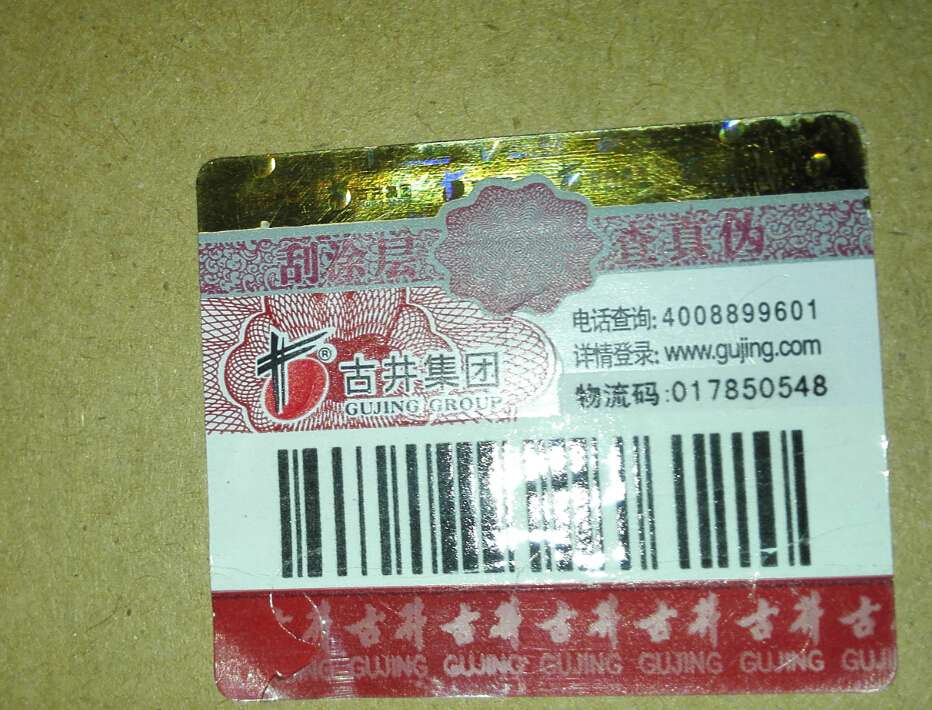 刮涂层 查真伪
电话查询:4008899601
详情登录:www.gujing.com
物流码:017850548
® 古井集团
GUJING GROUP
古井 古井 古井 古井 古井 古井 古
GUJING GUJING GUJING GUJING GUJING GUJI